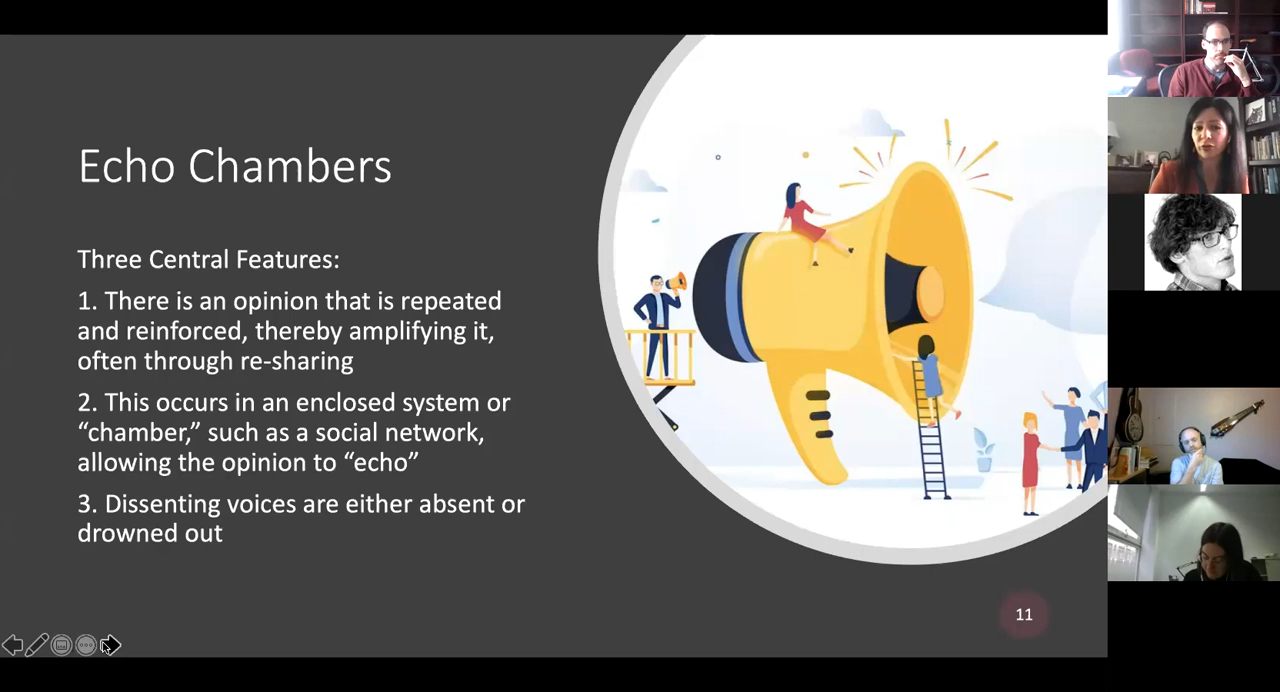 Echo Chambers
Three Central Features:
1. There is an opinion that is repeated
and reinforced, thereby amplifying it,
often through re-sharing
2. This occurs in an enclosed system or
“chamber,” such as a social network,
allowing the opinion to “echo”
3. Dissenting voices are either absent or
drowned out
11